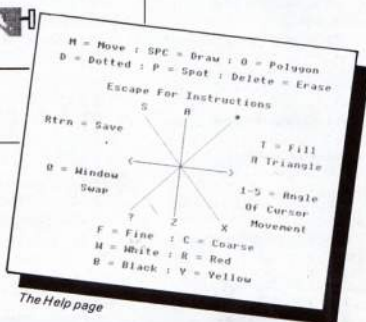 M = Move : SPC = Draw : O = Polygon
D = Dotted : P = Spot : Delete = Erase
Escape For Instructions
S A *
Rtrn = Save
T = Fill
A Triangle
< >
0 = Window
Swap
1-5 = Angle
Of Cursor
Movement
? Z X
F = Fine : C = Coarse
W = White : R = Red
B = Black : Y = Yellow
The Help page